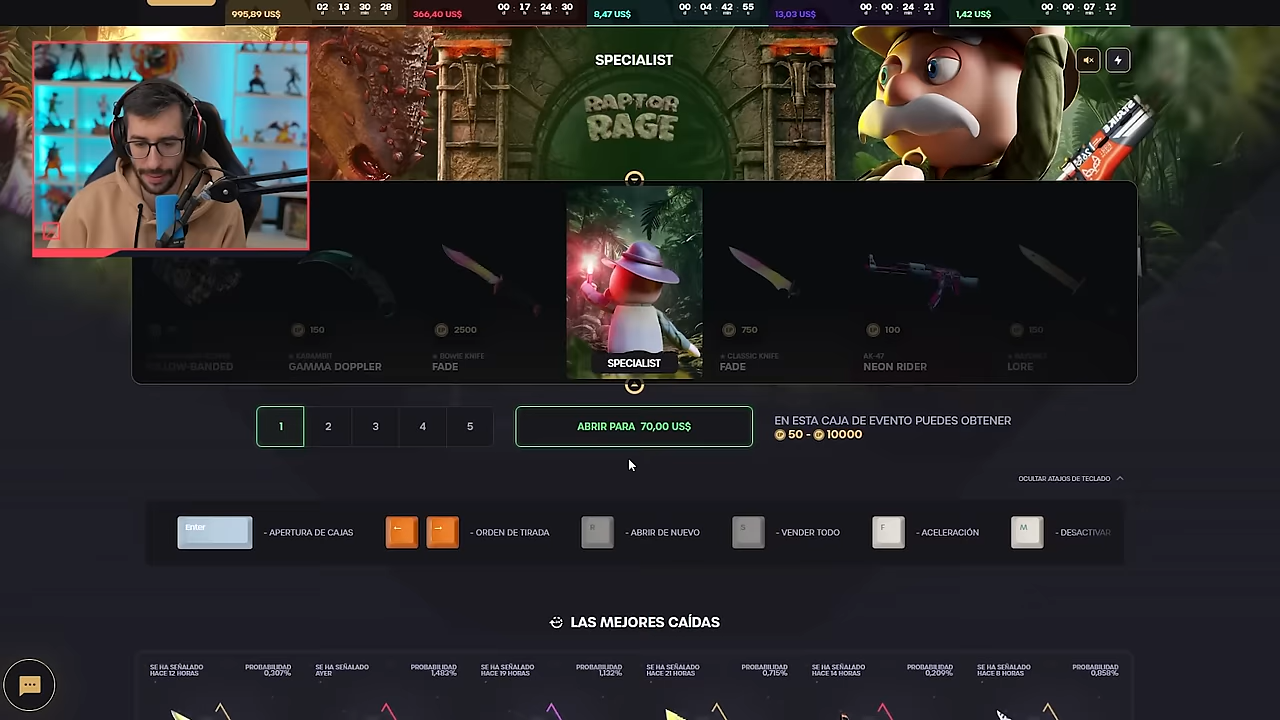 995,89 US$
02 : 13 : 30 : 28
d h min s
366,40 US$
00 : 17 : 24 : 30
d h min s
8,47 US$
00 : 04 : 42 : 55
d h min s
13,03 US$
00 : 00 : 24 : 21
d h min s
1,42 US$
00 : 00 : 07 : 12
d h min s
SPECIALIST
RAPTOR
RAGE
150
2500
750
100
★ KARAMBIT
GAMMA DOPPLER
★ BOWIE KNIFE
FADE
SPECIALIST
★ CLASSIC KNIFE
FADE
AK-47
NEON RIDER
LORE
1 2 3 4 5
ABRIR PARA 70,00 US$
EN ESTA CAJA DE EVENTO PUEDES OBTENER
EP 50 - EP 10000
OCULTAR ATAJOS DE TECLADO
Enter - APERTURA DE CAJAS
← → - ORDEN DE TIRADA
R - ABRIR DE NUEVO
S - VENDER TODO
F - ACELERACIÓN
M - DESACTIVAR
LAS MEJORES CAÍDAS
SE HA SEÑALADO
HACE 12 HORAS
PROBABILIDAD
0,307%
SE HA SEÑALADO
AYER
PROBABILIDAD
1,483%
SE HA SEÑALADO
HACE 19 HORAS
PROBABILIDAD
1,132%
SE HA SEÑALADO
HACE 21 HORAS
PROBABILIDAD
0,715%
SE HA SEÑALADO
HACE 14 HORAS
PROBABILIDAD
0,209%
SE HA SEÑALADO
HACE 8 HORAS
PROBABILIDAD
0,858%